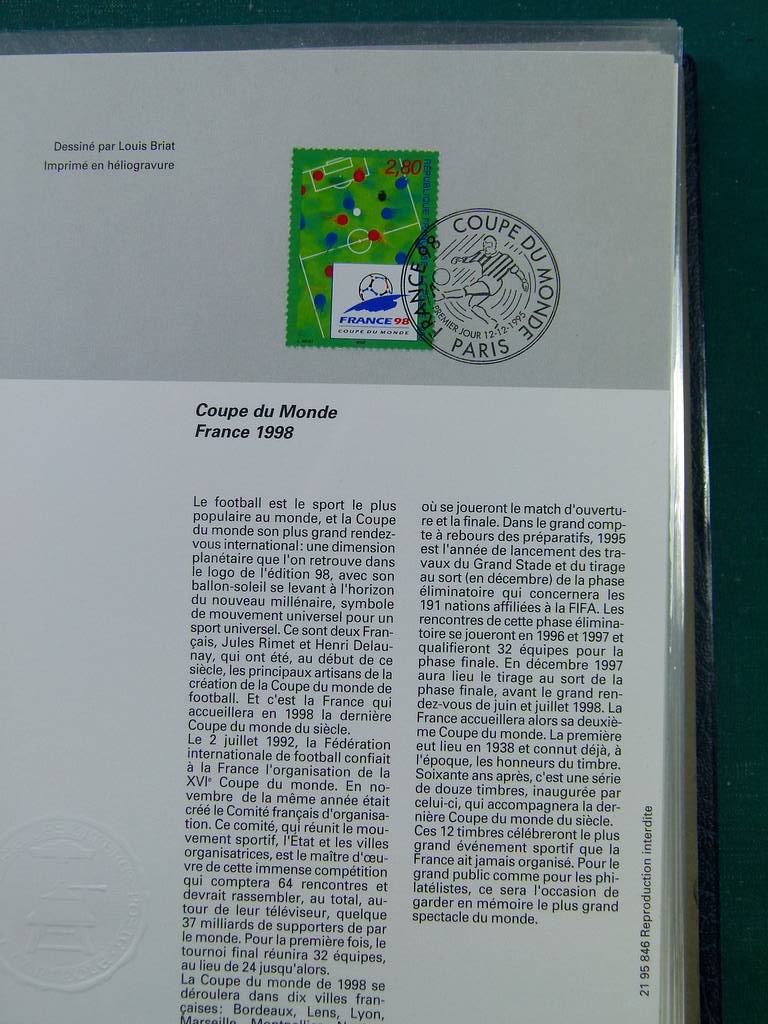 Dessiné par Louis Briat
Imprimé en héliogravure
2,80
RÉPUBLIQUE
FRANCE 98
COUPE DU MONDE
FRANCE 98 COUPE DU MONDE
PREMIER JOUR 12-12-1995
PARIS
Coupe du Monde
France 1998
Le football est le sport le plus
populaire au monde, et la Coupe
du monde son plus grand rendez-
vous international: une dimension
planétaire que l'on retrouve dans
le logo de l'édition 98, avec son
ballon-soleil se levant à l'horizon
du nouveau millénaire, symbole
de mouvement universel pour un
sport universel. Ce sont deux Fran-
çais, Jules Rimet et Henri Delau-
nay, qui ont été, au début de ce
siècle, les principaux artisans de la
création de la Coupe du monde de
football. Et c'est la France qui
accueillera en 1998 la dernière
Coupe du monde du siècle.
Le 2 juillet 1992, la Fédération
internationale de football confiait
à la France l'organisation de la
XVIe Coupe du monde. En no-
vembre de la même année était
créé le Comité français d'organisa-
tion. Ce comité, qui réunit le mou-
vement sportif, l'État et les villes
organisatrices, est le maître d'œu-
vre de cette immense compétition
qui comptera 64 rencontres et
devrait rassembler, au total, au-
tour de leur téléviseur, quelque
37 milliards de supporters de par
le monde. Pour la première fois, le
tournoi final réunira 32 équipes,
au lieu de 24 jusqu'alors.
La Coupe du monde de 1998 se
déroulera dans dix villes fran-
çaises: Bordeaux, Lens, Lyon,
Marseille, Montpellier,
où se joueront le match d'ouvertu-
re et la finale. Dans le grand comp-
te à rebours des préparatifs, 1995
est l'année de lancement des tra-
vaux du Grand Stade et du tirage
au sort (en décembre) de la phase
éliminatoire qui concernera les
191 nations affiliées à la FIFA. Les
rencontres de cette phase élimina-
toire se joueront en 1996 et 1997 et
qualifieront 32 équipes pour la
phase finale. En décembre 1997
aura lieu le tirage au sort de la
phase finale, avant le grand ren-
dez-vous de juin et juillet 1998. La
France accueillera alors sa deuxiè-
me Coupe du monde. La première
eut lieu en 1938 et connut déjà, à
l'époque, les honneurs du timbre.
Soixante ans après, c'est une série
de douze timbres, inaugurée par
celui-ci, qui accompagnera la der-
nière Coupe du monde du siècle.
Ces 12 timbres célébreront le plus
grand événement sportif que la
France ait jamais organisé. Pour le
grand public comme pour les phi-
latélistes, ce sera l'occasion de
garder en mémoire le plus grand
spectacle du monde.
21 95 846 Reproduction interdite